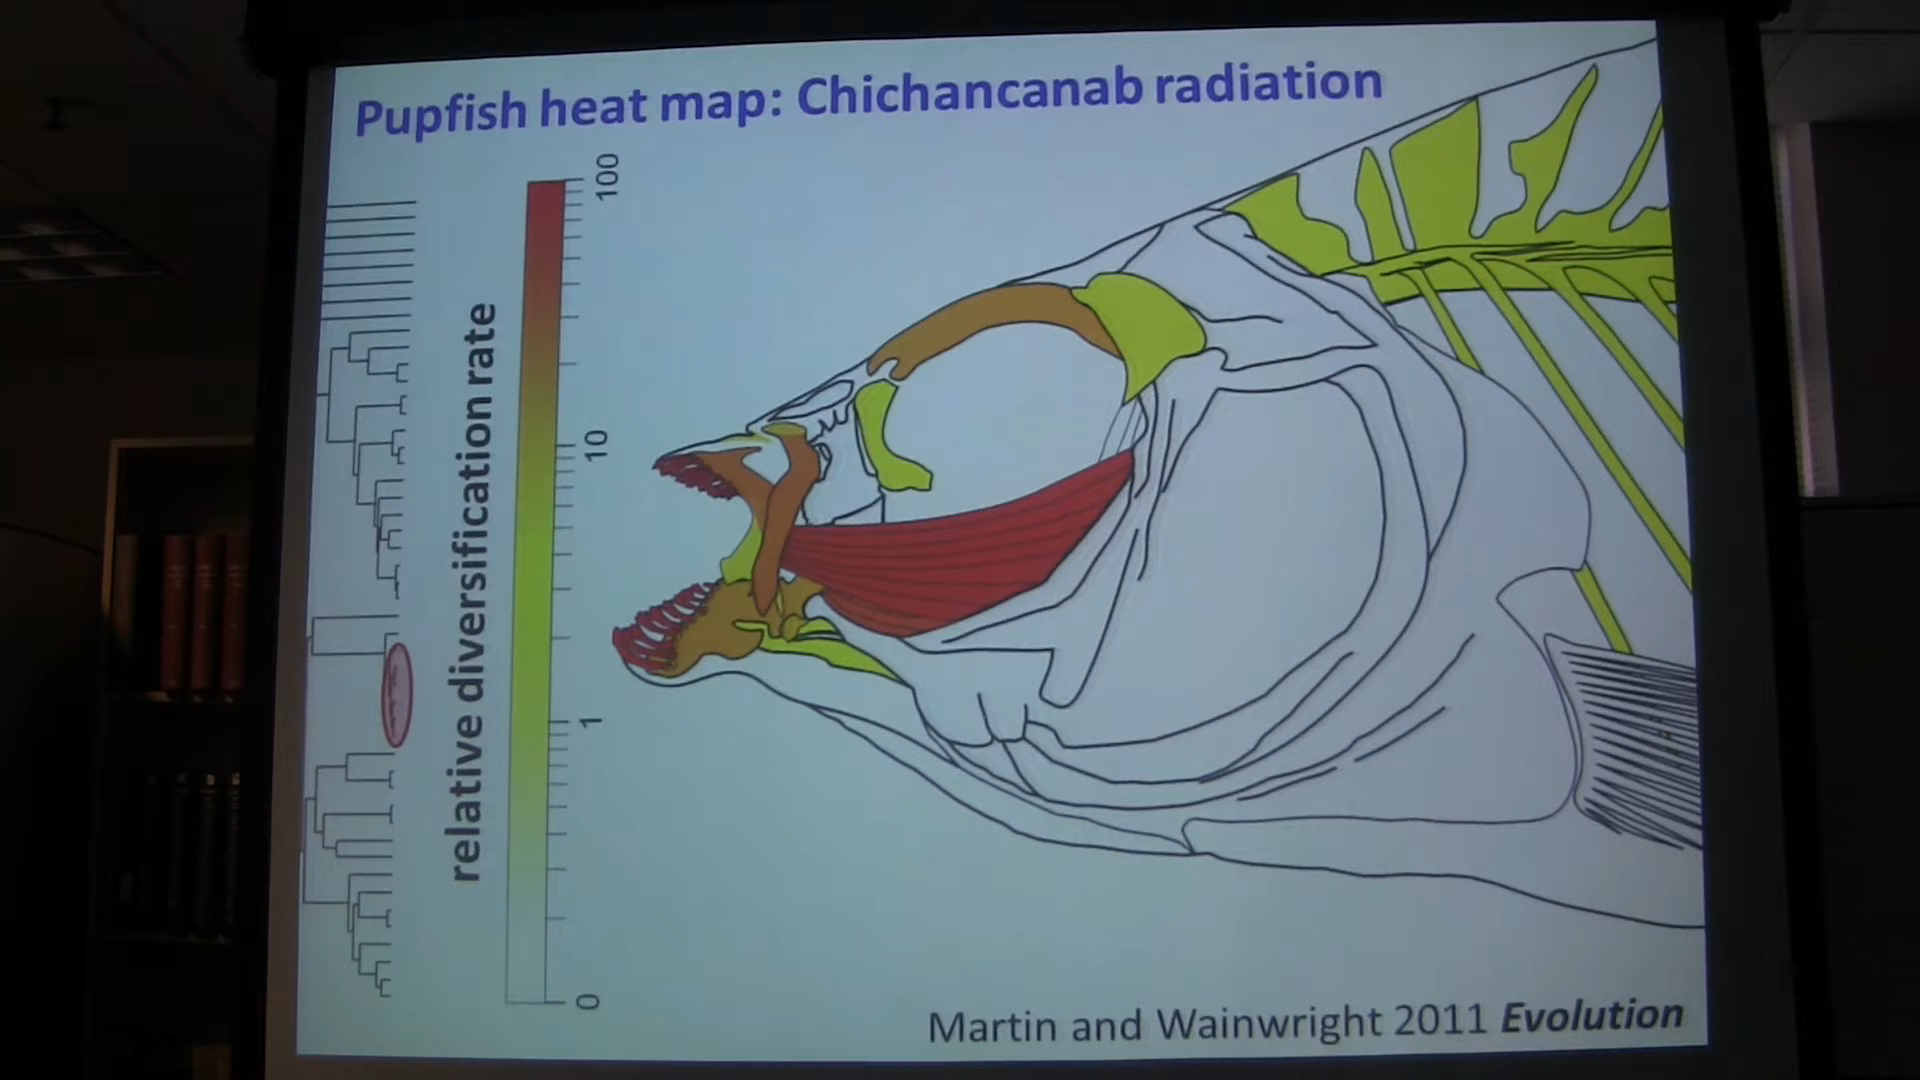 Pupfish heat map: Chichancanab radiation
relative diversification rate
100
10
1
0
Martin and Wainwright 2011 Evolution